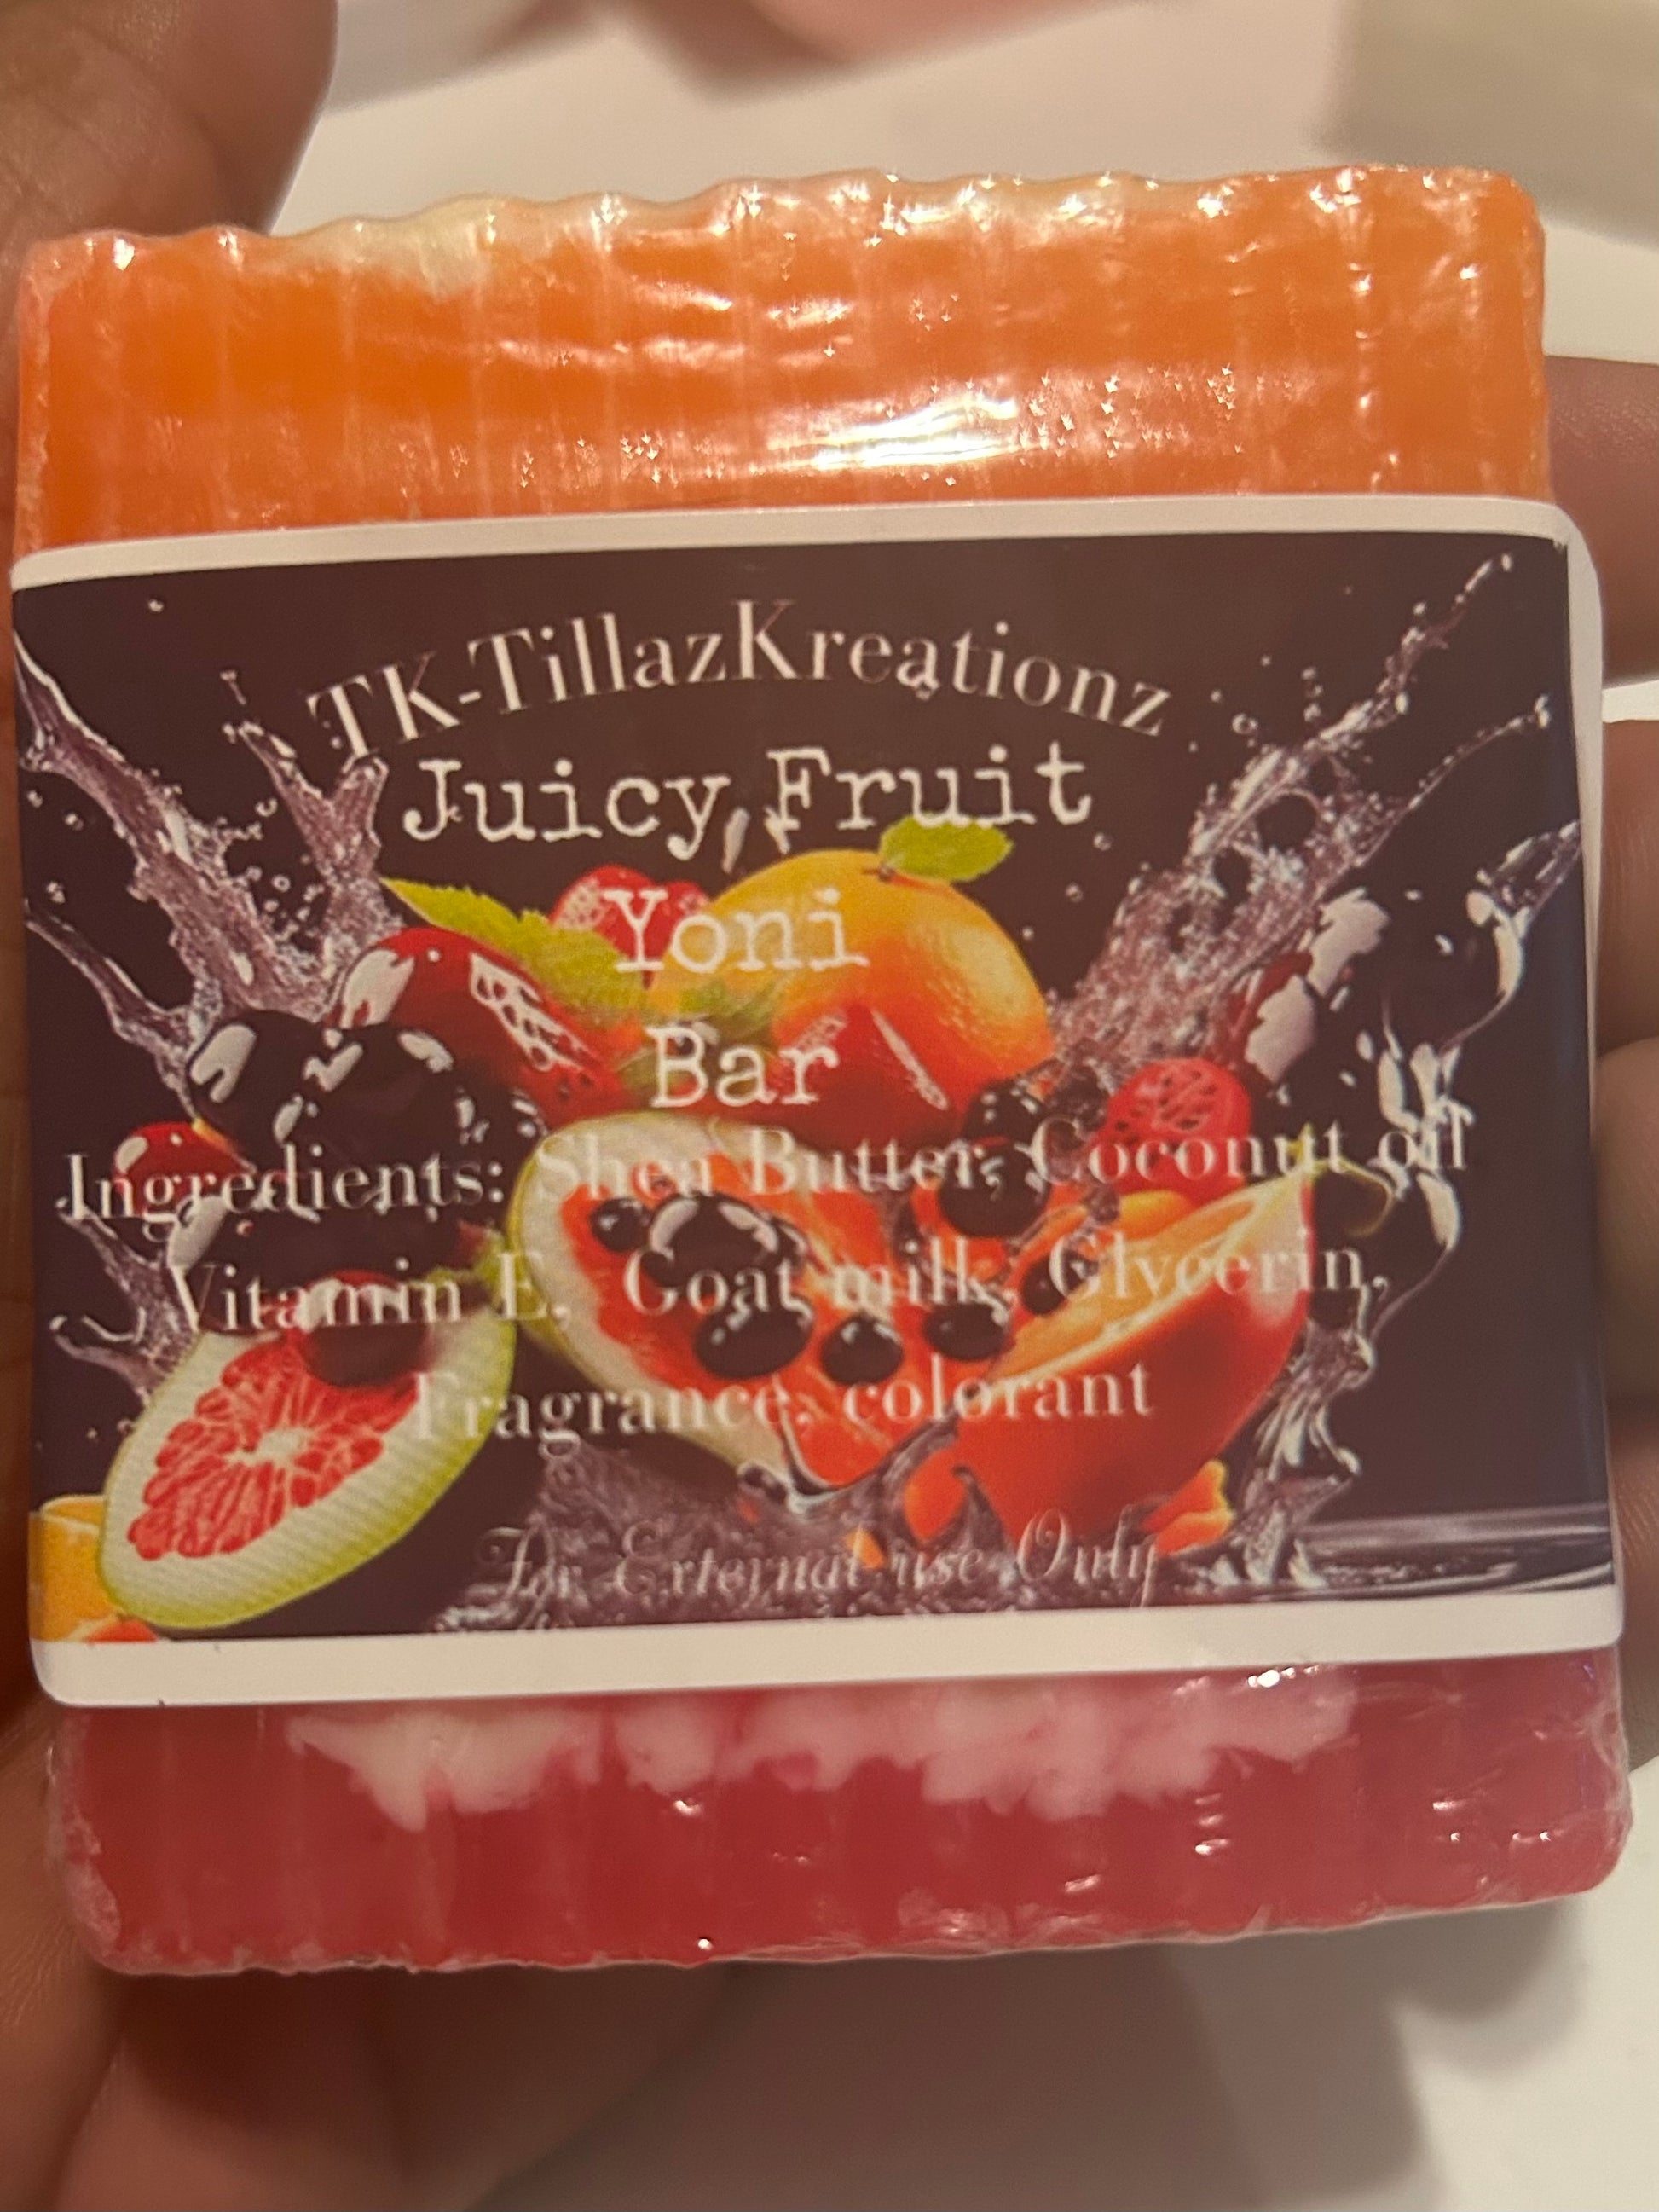 TK-TillazKreationz
Juicy Fruit
Yoni
Bar
Ingredients: Shea Butter, Coconut oil
Vitamin E, Goat milk, Glycerin,
Fragrance, colorant
For External use Only